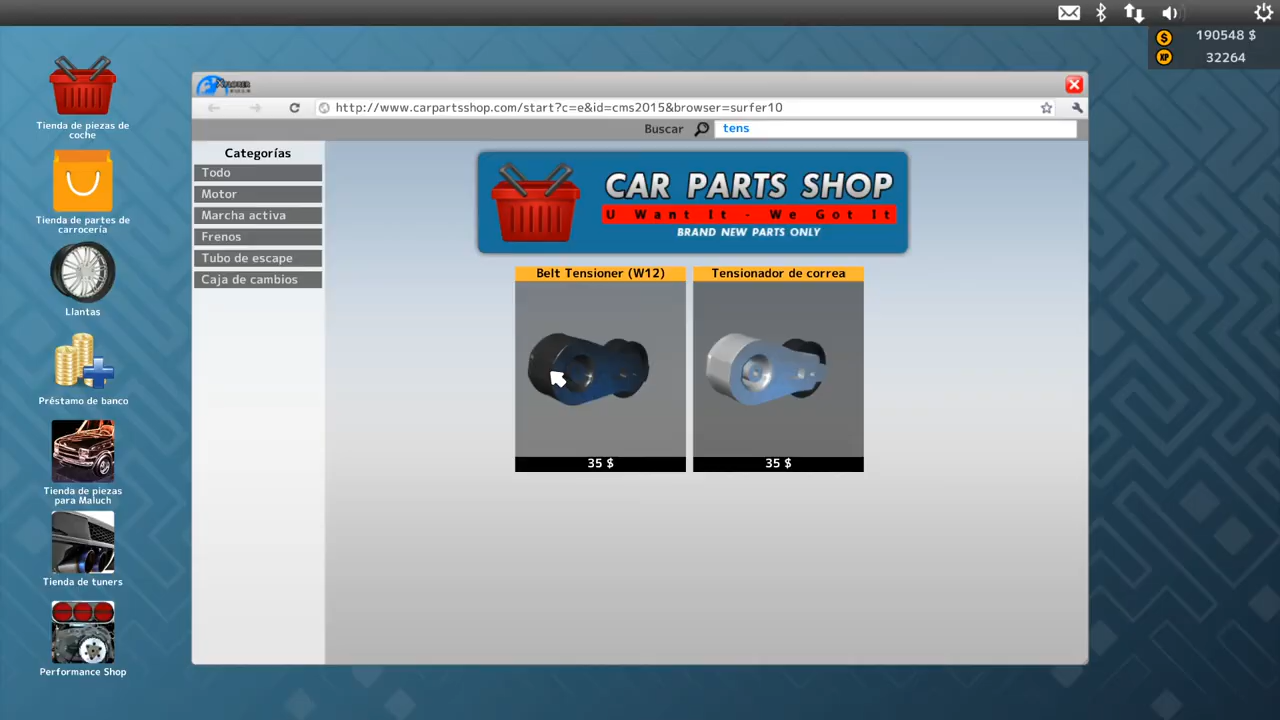 190548 $
32264
Tienda de piezas de
coche
Tienda de partes de
carrocería
Llantas
Préstamo de banco
Tienda de piezas
para Maluch
Tienda de tuners
Performance Shop
http://www.carpartsshop.com/start?c=e&id=cms2015&browser=surfer10
Buscar
tens
Categorías
Todo
Motor
Marcha activa
Frenos
Tubo de escape
Caja de cambios
CAR PARTS SHOP
U Want It - We Got It
BRAND NEW PARTS ONLY
Belt Tensioner (W12)
35 $
Tensionador de correa
35 $